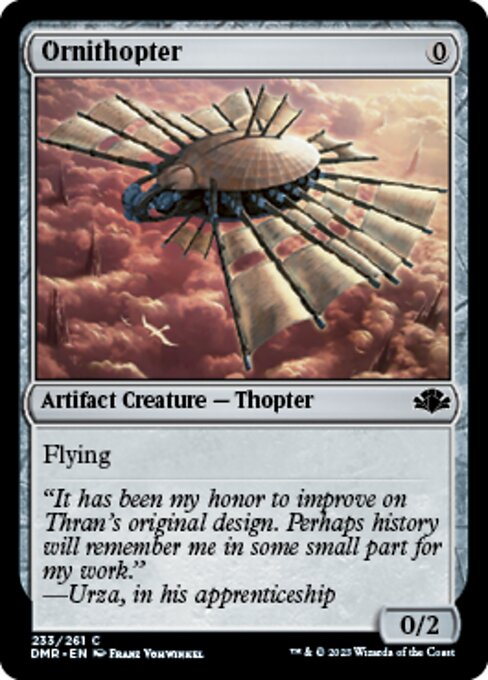 Ornithopter 0
Artifact Creature — Thopter
Flying
“It has been my honor to improve on
Thran’s original design. Perhaps history
will remember me in some small part for
my work.”
—Urza, in his apprenticeship
0/2
233/261 C
DMR • EN Franz Vohwinkel
™ & © 2023 Wizards of the Coast